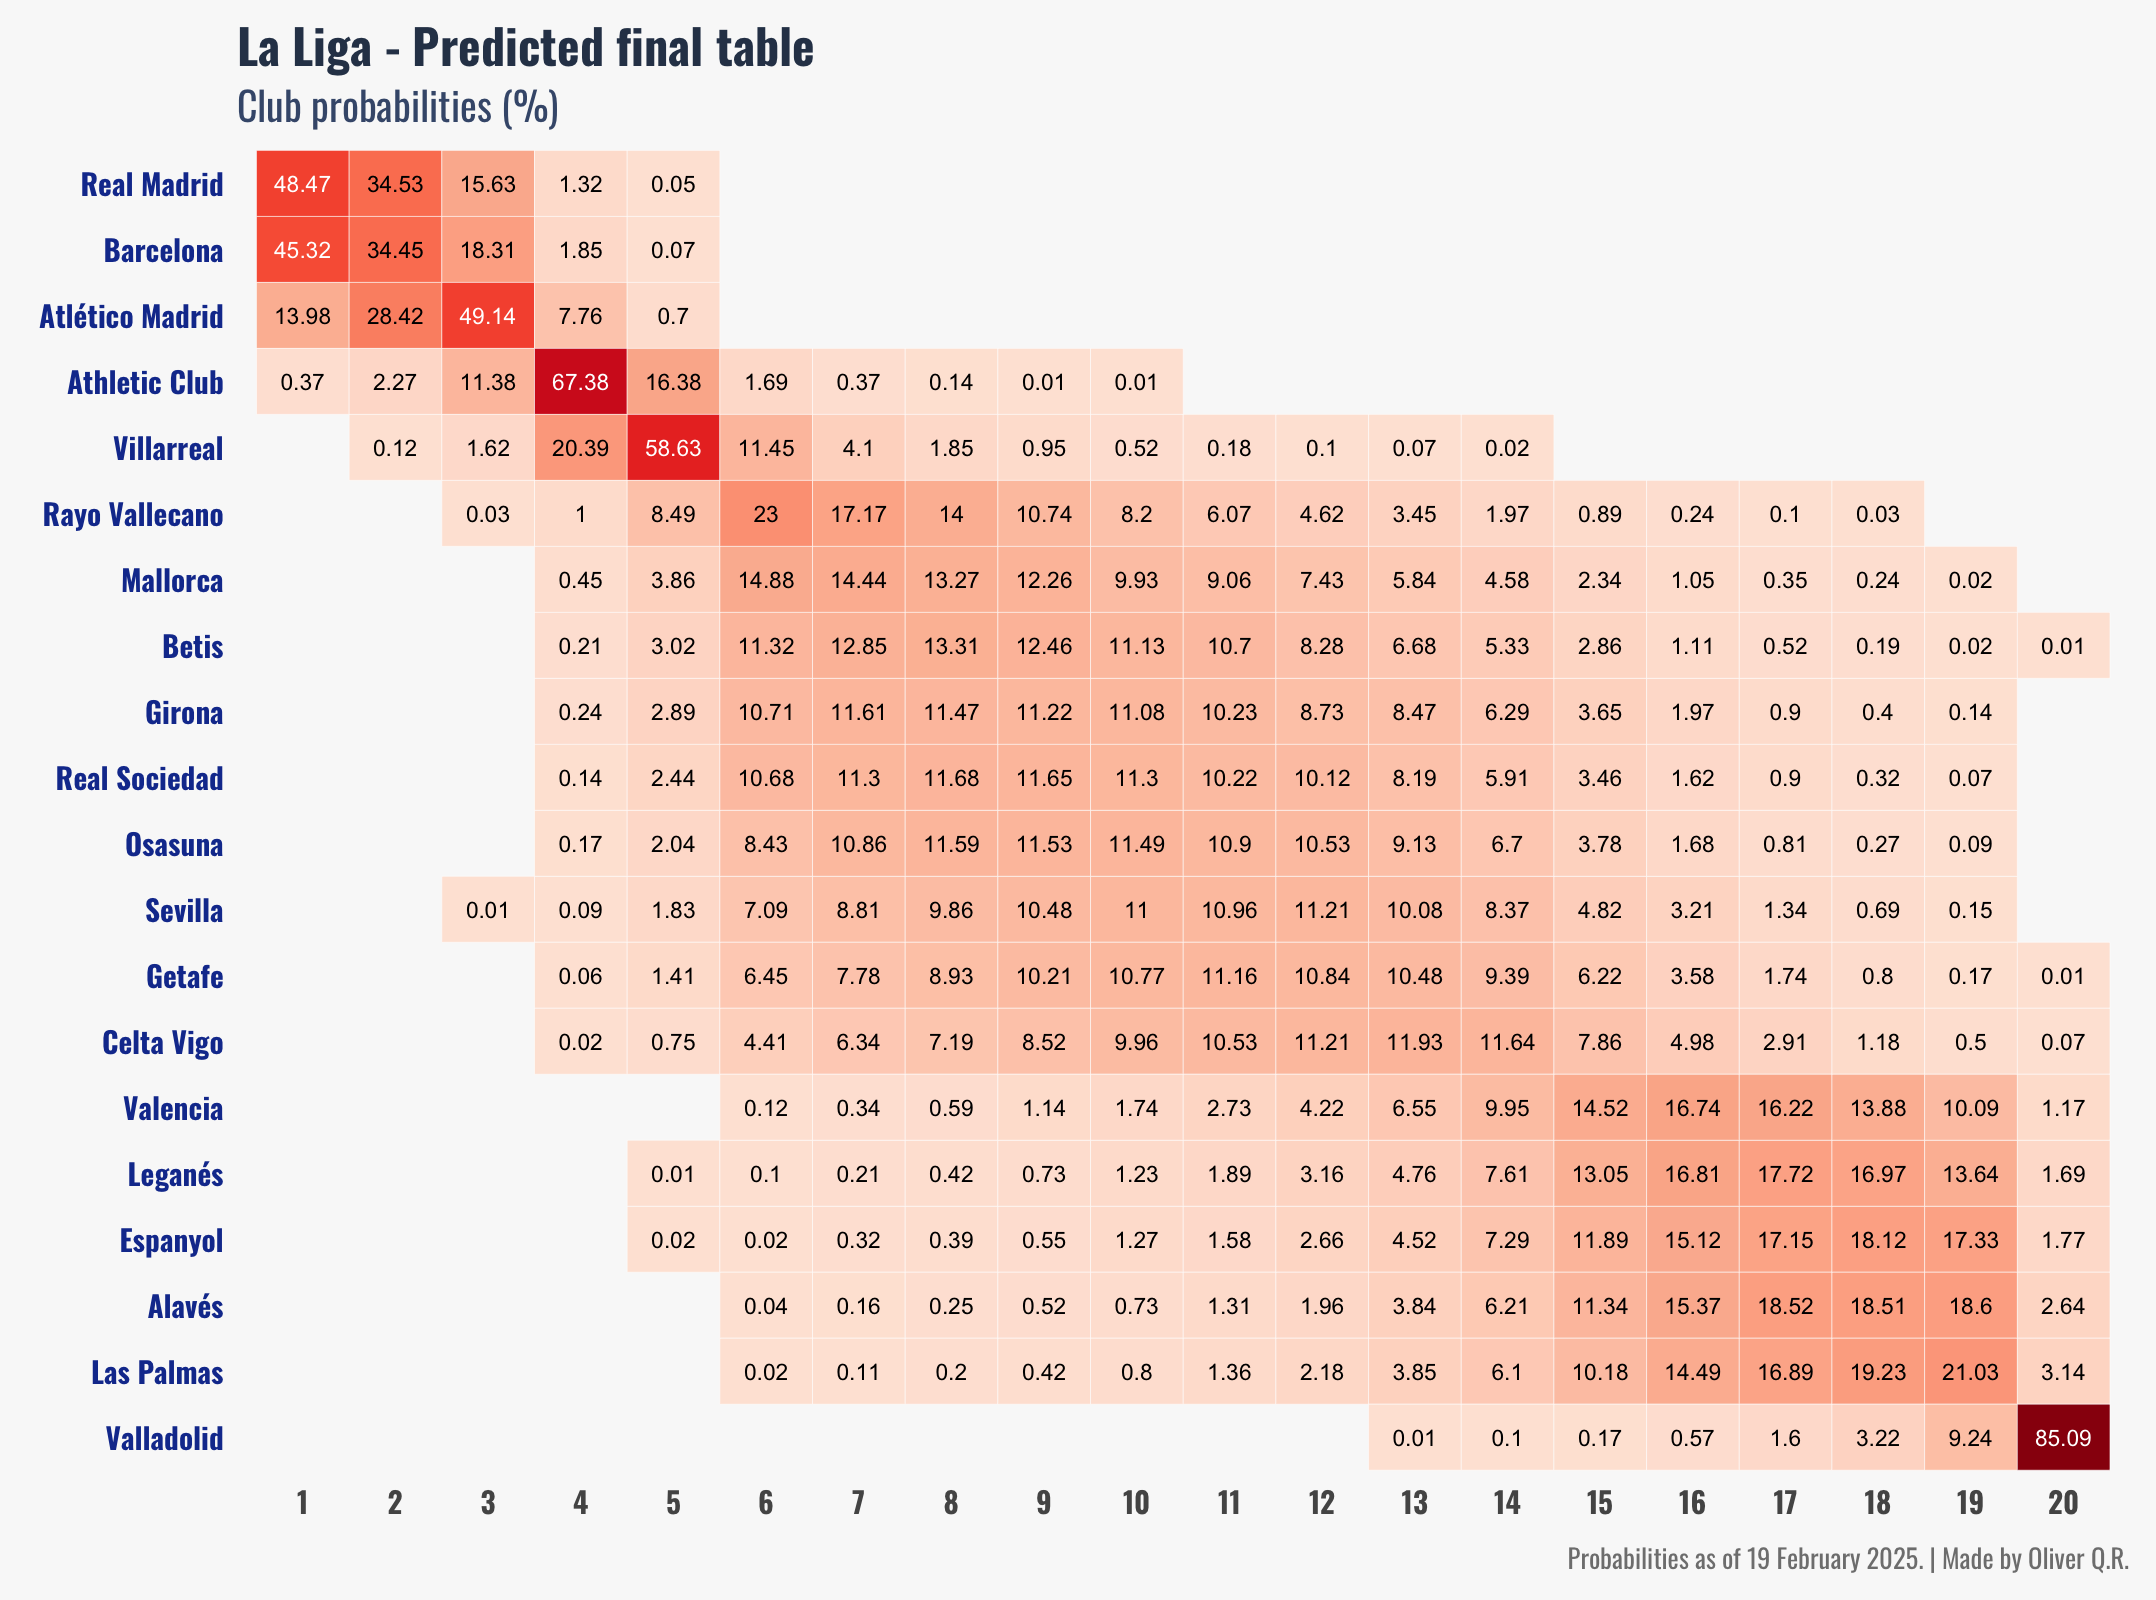 La Liga - Predicted final table
Club probabilities (%)
Real Madrid 48.47 34.53 15.63 1.32 0.05
Barcelona 45.32 34.45 18.31 1.85 0.07
Atlético Madrid 13.98 28.42 49.14 7.76 0.7
Athletic Club 0.37 2.27 11.38 67.38 16.38 1.69 0.37 0.14 0.01 0.01
Villarreal 0.12 1.62 20.39 58.63 11.45 4.1 1.85 0.95 0.52 0.18 0.1 0.07 0.02
Rayo Vallecano 0.03 1 8.49 23 17.17 14 10.74 8.2 6.07 4.62 3.45 1.97 0.89 0.24 0.1 0.03
Mallorca 0.45 3.86 14.88 14.44 13.27 12.26 9.93 9.06 7.43 5.84 4.58 2.34 1.05 0.35 0.24 0.02
Betis 0.21 3.02 11.32 12.85 13.31 12.46 11.13 10.7 8.28 6.68 5.33 2.86 1.11 0.52 0.19 0.02 0.01
Girona 0.24 2.89 10.71 11.61 11.47 11.22 11.08 10.23 8.73 8.47 6.29 3.65 1.97 0.9 0.4 0.14
Real Sociedad 0.14 2.44 10.68 11.3 11.68 11.65 11.3 10.22 10.12 8.19 5.91 3.46 1.62 0.9 0.32 0.07
Osasuna 0.17 2.04 8.43 10.86 11.59 11.53 11.49 10.9 10.53 9.13 6.7 3.78 1.68 0.81 0.27 0.09
Sevilla 0.01 0.09 1.83 7.09 8.81 9.86 10.48 11 10.96 11.21 10.08 8.37 4.82 3.21 1.34 0.69 0.15
Getafe 0.06 1.41 6.45 7.78 8.93 10.21 10.77 11.16 10.84 10.48 9.39 6.22 3.58 1.74 0.8 0.17 0.01
Celta Vigo 0.02 0.75 4.41 6.34 7.19 8.52 9.96 10.53 11.21 11.93 11.64 7.86 4.98 2.91 1.18 0.5 0.07
Valencia 0.12 0.34 0.59 1.14 1.74 2.73 4.22 6.55 9.95 14.52 16.74 16.22 13.88 10.09 1.17
Leganés 0.01 0.1 0.21 0.42 0.73 1.23 1.89 3.16 4.76 7.61 13.05 16.81 17.72 16.97 13.64 1.69
Espanyol 0.02 0.02 0.32 0.39 0.55 1.27 1.58 2.66 4.52 7.29 11.89 15.12 17.15 18.12 17.33 1.77
Alavés 0.04 0.16 0.25 0.52 0.73 1.31 1.96 3.84 6.21 11.34 15.37 18.52 18.51 18.6 2.64
Las Palmas 0.02 0.11 0.2 0.42 0.8 1.36 2.18 3.85 6.1 10.18 14.49 16.89 19.23 21.03 3.14
Valladolid 0.01 0.1 0.17 0.57 1.6 3.22 9.24 85.09
1 2 3 4 5 6 7 8 9 10 11 12 13 14 15 16 17 18 19 20
Probabilities as of 19 February 2025. | Made by Oliver Q.R.